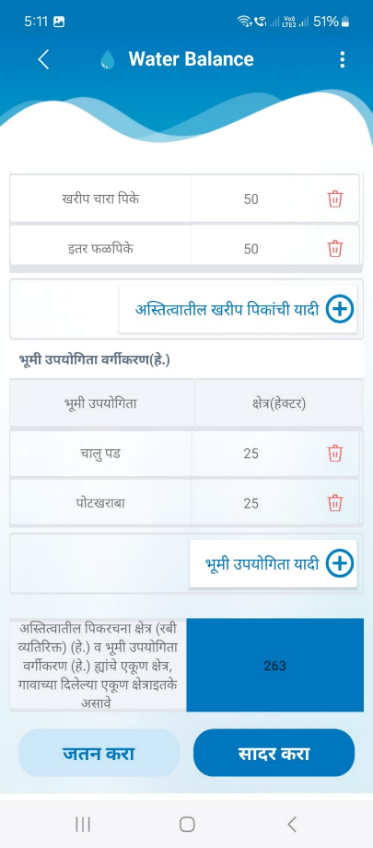 5:11 51%
Water Balance
खरीप चारा पिके 50
इतर फळपिके 50
अस्तित्वातील खरीप पिकांची यादी
भूमी उपयोगिता वर्गीकरण(हे.)
भूमी उपयोगिता क्षेत्र(हेक्टर)
चालु पड 25
पोटखराबा 25
भूमी उपयोगिता यादी
अस्तित्वातील पिकरचना क्षेत्र (रबी
व्यतिरिक्त) (हे.) व भूमी उपयोगिता
वर्गीकरण (हे.) ह्यांचे एकूण क्षेत्र,
गावाच्या दिलेल्या एकूण क्षेत्राइतके
असावे
263
जतन करा सादर करा